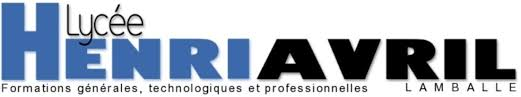 Lycée
HENRI AVRIL
Formations générales, technologiques et professionnelles LAMBALLE